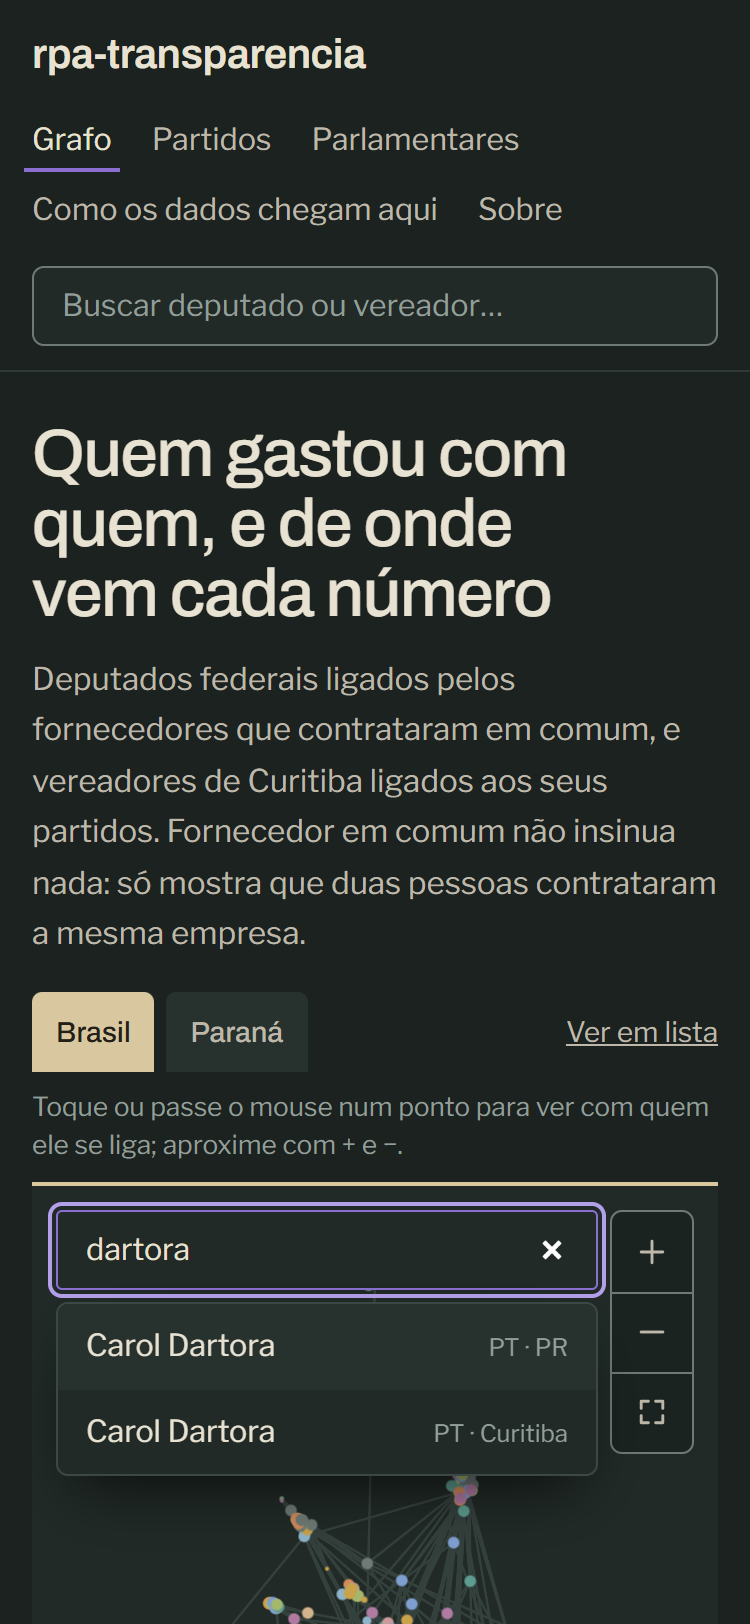 rpa-transparencia
Grafo Partidos Parlamentares
Como os dados chegam aqui Sobre
Buscar deputado ou vereador...
Quem gastou com
quem, e de onde
vem cada número
Deputados federais ligados pelos
fornecedores que contrataram em comum, e
vereadores de Curitiba ligados aos seus
partidos. Fornecedor em comum não insinua
nada: só mostra que duas pessoas contrataram
a mesma empresa.
Brasil Paraná Ver em lista
Toque ou passe o mouse num ponto para ver com quem
ele se liga; aproxime com + e −.
dartora
Carol Dartora PT · PR
Carol Dartora PT · Curitiba